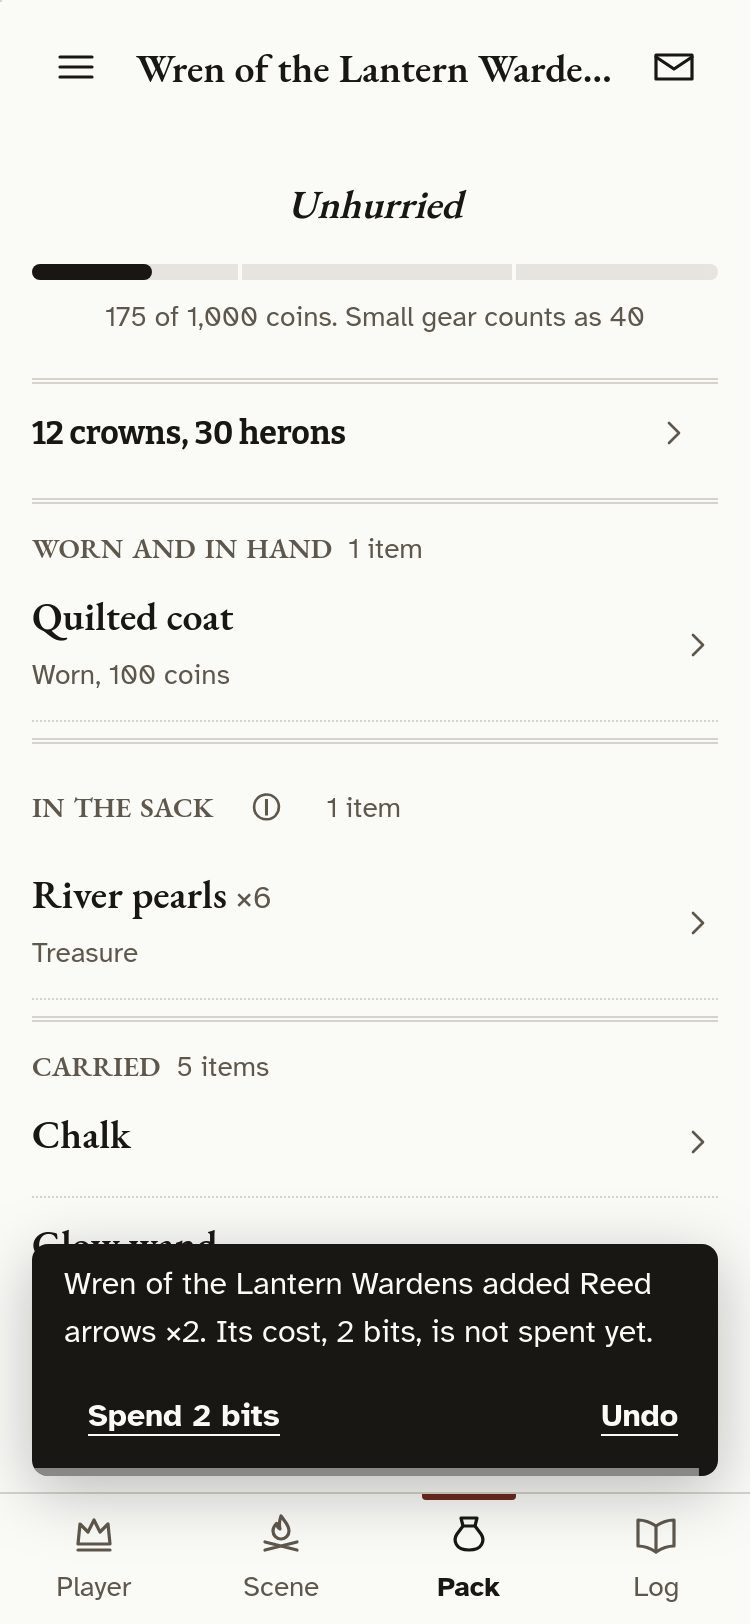 Wren of the Lantern Warde...
Unhurried
175 of 1,000 coins. Small gear counts as 40
12 crowns, 30 herons
WORN AND IN HAND 1 item
Quilted coat
Worn, 100 coins
IN THE SACK 1 item
River pearls ×6
Treasure
CARRIED 5 items
Chalk
Glow wand
Wren of the Lantern Wardens added Reed
arrows ×2. Its cost, 2 bits, is not spent yet.
Spend 2 bits Undo
Player Scene Pack Log